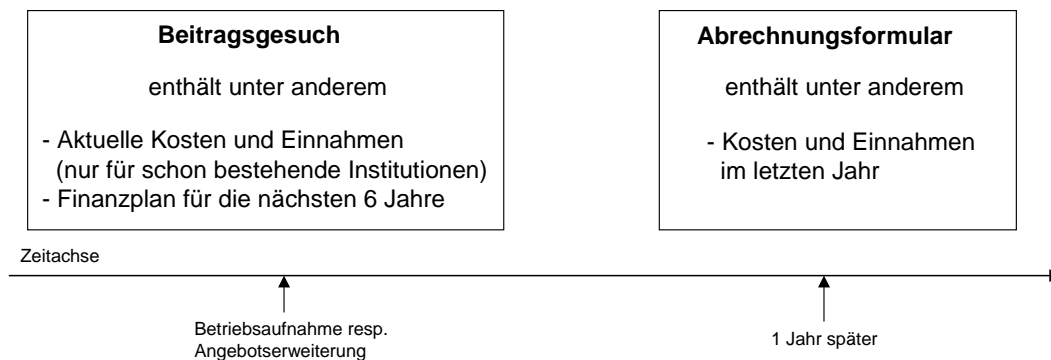 Beitragsgesuch
enthält unter anderem
- Aktuelle Kosten und Einnahmen
(nur für schon bestehende Institutionen)
- Finanzplan für die nächsten 6 Jahre
Abrechnungsformular
enthält unter anderem
- Kosten und Einnahmen
im letzten Jahr
Zeitachse
Betriebsaufnahme resp.
Angebotserweiterung
1 Jahr später